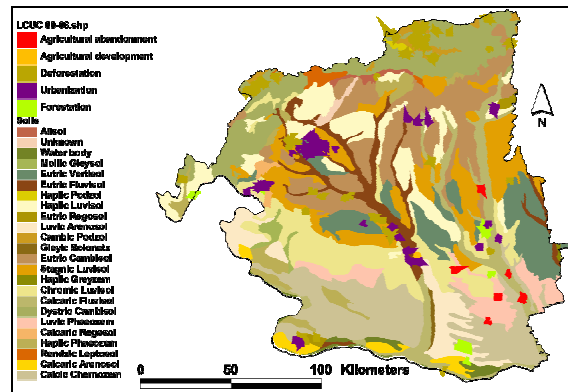 LCUC 90-96.shp
Agricultural abandonment
Agricultural development
Deforestation
Urbanisation
Forestation
Soils
Alisol
Unknown
Water body
Mollic Gleysol
Eutric Vertisol
Eutric Fluvisol
Haplic Podzol
Haplic Luvisol
Eutric Regosol
Luvic Arenosol
Cambic Podzol
Gleyic Solonetz
Eutric Cambisol
Stagnic Luvisol
Haplic Greyzem
Chromic Luvisol
Calcaric Fluvisol
Dystric Cambisol
Luvic Phaeozem
Calcaric Regosol
Haplic Phaeozem
Rendzic Leptosol
Calcaric Arenosol
Calcic Chernozem
N
0 50 100 Kilometers